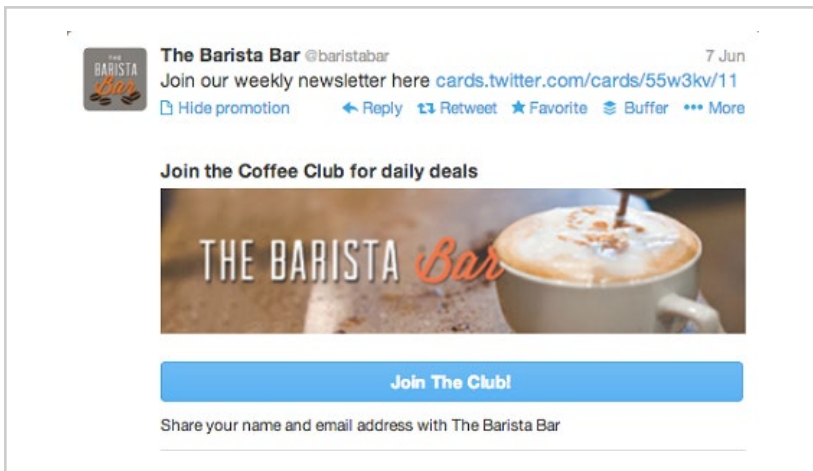 THE
BARISTA
Bar
The Barista Bar @baristabar 7 Jun
Join our weekly newsletter here cards.twitter.com/cards/55w3kv/11
Hide promotion Reply Retweet Favorite Buffer More
Join the Coffee Club for daily deals
THE BARISTA Bar
Join The Club!
Share your name and email address with The Barista Bar